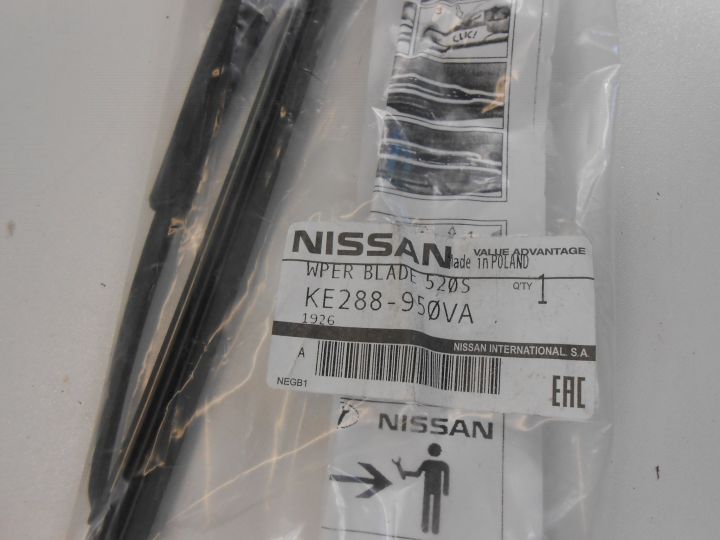 3
CLIC!
NISSAN VALUE ADVANTAGE
Made in POLAND
WPER BLADE 520S
Q'TY 1
KE288-950VA
1926
NISSAN INTERNATIONAL. S.A.
A
NEGB1
EAC
NISSAN